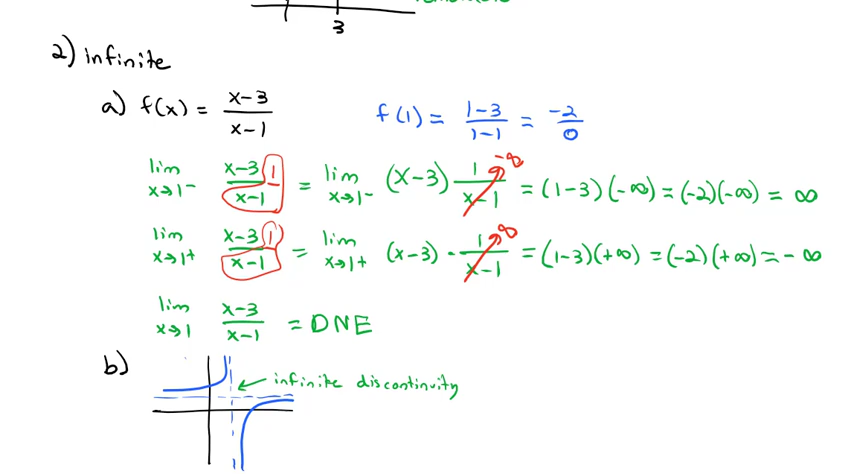 3
2) infinite
a) f(x) = x-3 / x-1 f(1) = 1-3 / 1-1 = -2 / 0
lim x→1- x-3 / x-1 1 = lim x→1- (x-3) 1 / x-1 -∞ = (1-3)(-∞) = (-2)(-∞) = ∞
lim x→1+ x-3 / x-1 1 = lim x→1+ (x-3) - 1 / x-1 ∞ = (1-3)(+∞) = (-2)(+∞) = -∞
lim x→1 x-3 / x-1 = DNE
b)
infinite discontinuity